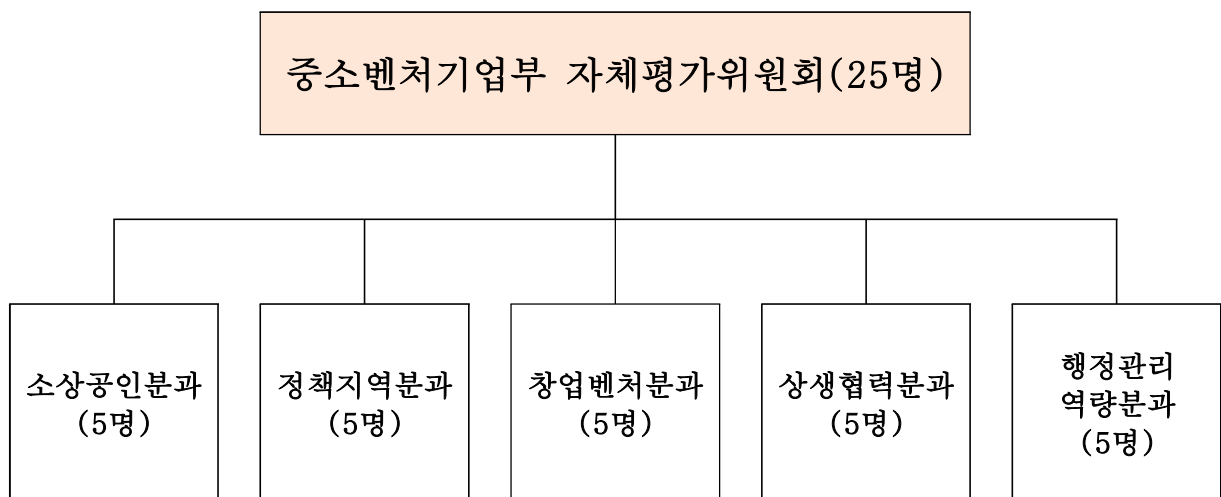 중소벤처기업부 자체평가위원회(25명)
소상공인분과
(5명)
정책지역분과
(5명)
창업벤처분과
(5명)
상생협력분과
(5명)
행정관리
역량분과
(5명)